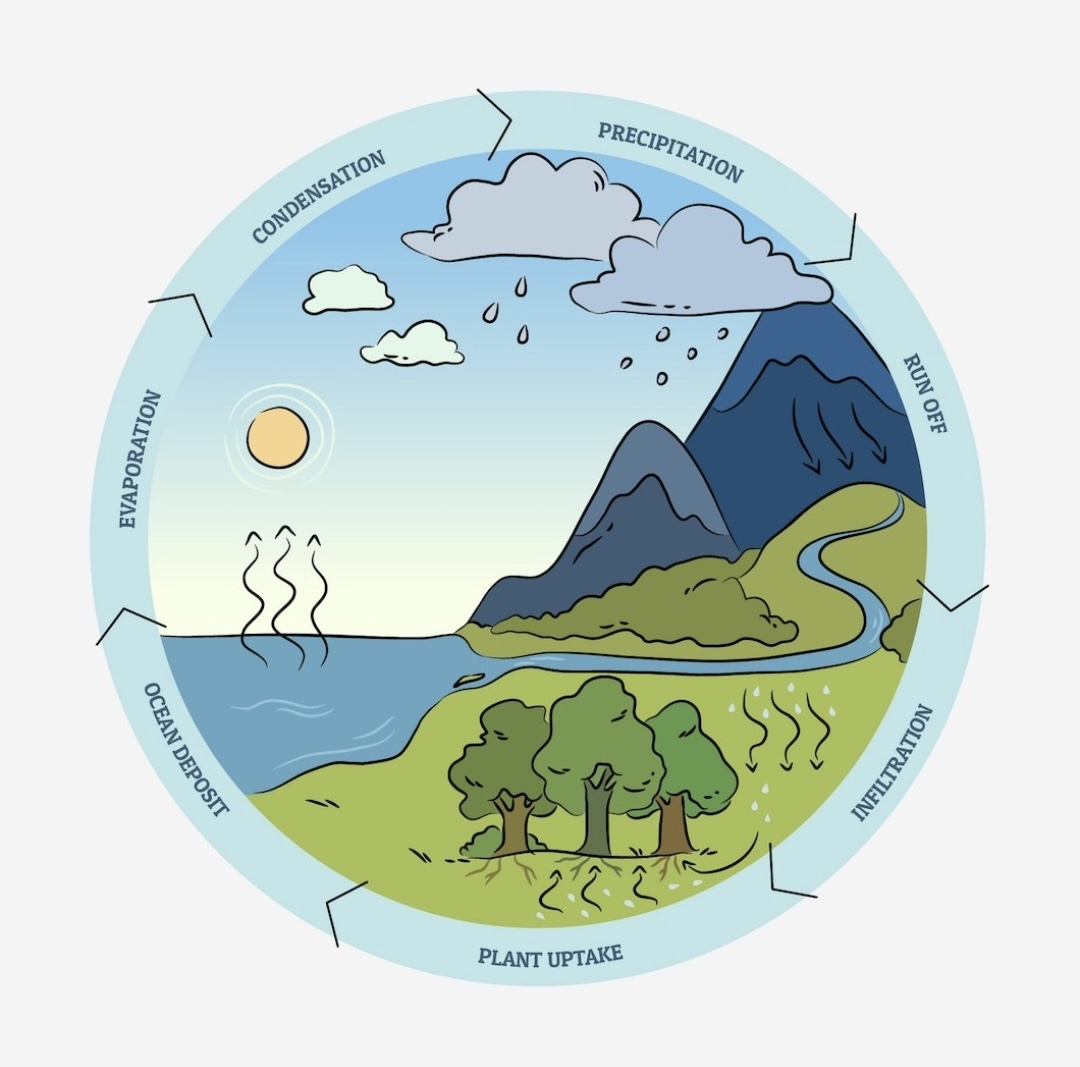 PRECIPITATION
RUN OFF
INFILTRATION
PLANT UPTAKE
OCEAN DEPOSIT
EVAPORATION
CONDENSATION